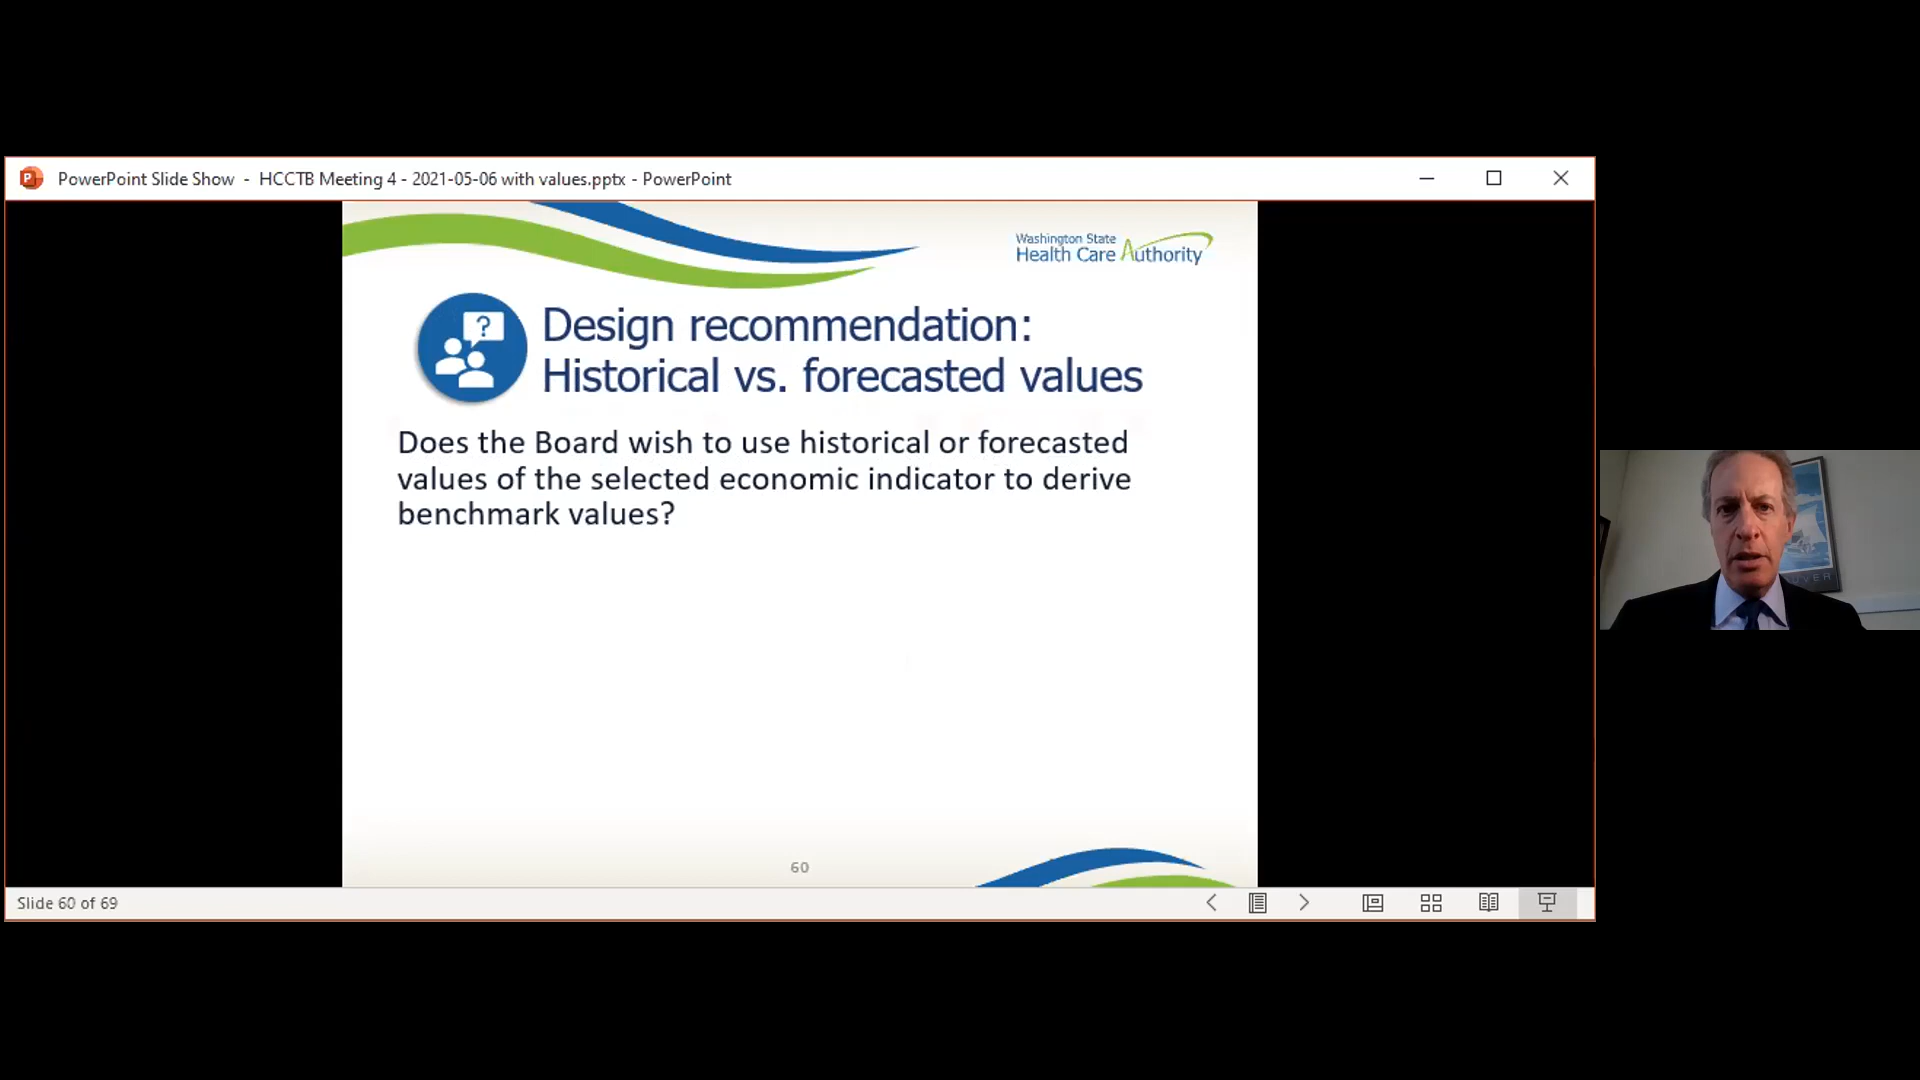 PowerPoint Slide Show - HCCTB Meeting 4 - 2021-05-06 with values.pptx - PowerPoint
Washington State
Health Care Authority
?
Design recommendation:
Historical vs. forecasted values
Does the Board wish to use historical or forecasted
values of the selected economic indicator to derive
benchmark values?
60
Slide 60 of 69